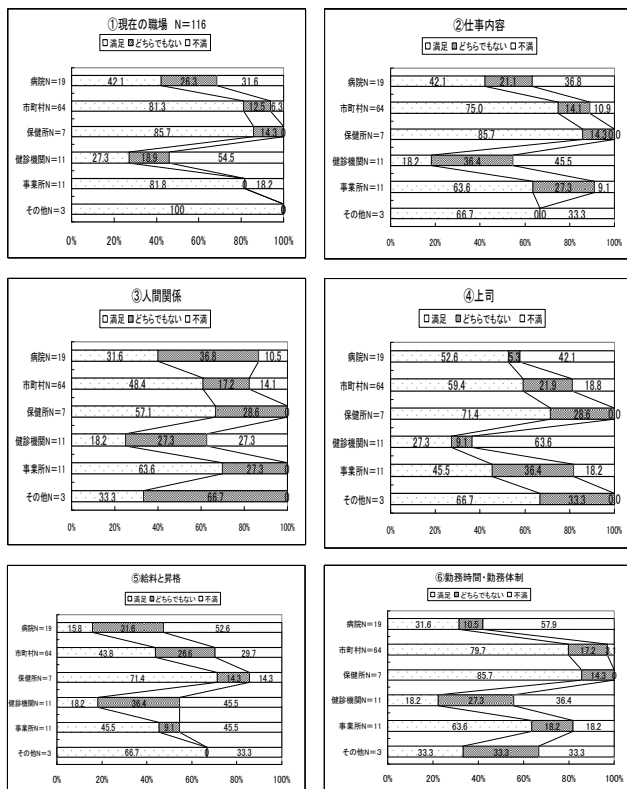 ①現在の職場 N=116
□満足 ▩どちらでもない □不満
病院N=19 42.1 26.3 31.6
市町村N=64 81.3 12.5 6.3
保健所N=7 85.7 14.3 0
健診機関N=11 27.3 18.9 54.5
事業所N=11 81.8 0 18.2
その他N=3 100 0
0% 20% 40% 60% 80% 100%
②仕事内容
□満足 ▩どちらでもない □不満
病院N=19 42.1 21.1 36.8
市町村N=64 75.0 14.1 10.9
保健所N=7 85.7 14.3 0.0
健診機関N=11 18.2 36.4 45.5
事業所N=11 63.6 27.3 9.1
その他N=3 66.7 0.0 33.3
0% 20% 40% 60% 80% 100%
③人間関係
□満足 ▩どちらでもない □不満
病院N=19 31.6 36.8 10.5
市町村N=64 48.4 17.2 14.1
保健所N=7 57.1 28.6 0
健診機関N=11 18.2 27.3 27.3
事業所N=11 63.6 27.3 0
その他N=3 33.3 66.7 0
0% 20% 40% 60% 80% 100%
④上司
□満足 ▩どちらでもない □不満
病院N=19 52.6 5.3 42.1
市町村N=64 59.4 21.9 18.8
保健所N=7 71.4 28.6 0.0
健診機関N=11 27.3 9.1 63.6
事業所N=11 45.5 36.4 18.2
その他N=3 66.7 33.3 0.0
0% 20% 40% 60% 80% 100%
⑤給料と昇格
□満足 ▩どちらでもない □不満
病院N=19 15.8 31.6 52.6
市町村N=64 43.8 26.6 29.7
保健所N=7 71.4 14.3 14.3
健診機関N=11 18.2 36.4 45.5
事業所N=11 45.5 9.1 45.5
その他N=3 66.7 0 33.3
0% 20% 40% 60% 80% 100%
⑥勤務時間・勤務体制
□満足 ▩どちらでもない □不満
病院N=19 31.6 10.5 57.9
市町村N=64 79.7 17.2 3.1
保健所N=7 85.7 14.3 0
健診機関N=11 18.2 27.3 36.4
事業所N=11 63.6 18.2 18.2
その他N=3 33.3 33.3 33.3
0% 20% 40% 60% 80% 100%